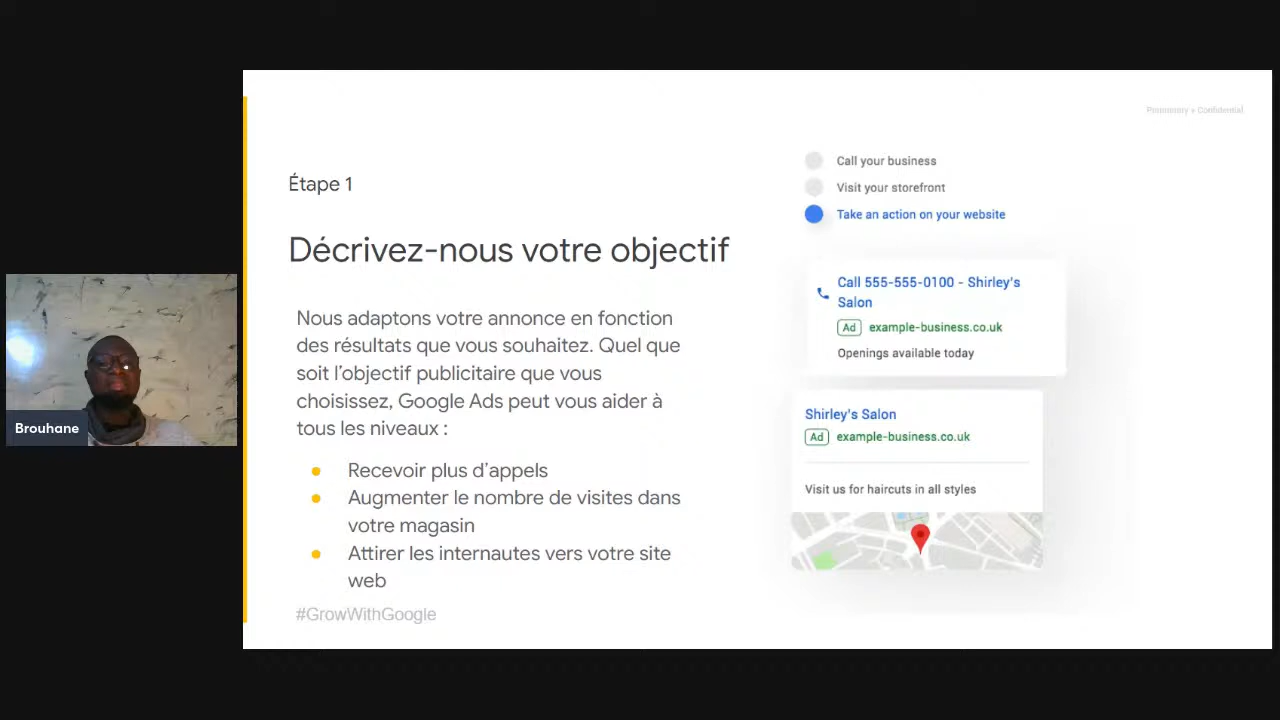 Proprietary + Confidential
Étape 1
Décrivez-nous votre objectif
Nous adaptons votre annonce en fonction
des résultats que vous souhaitez. Quel que
soit l’objectif publicitaire que vous
choisissez, Google Ads peut vous aider à
tous les niveaux :
Recevoir plus d’appels
Augmenter le nombre de visites dans
votre magasin
Attirer les internautes vers votre site
web
#GrowWithGoogle
Call your business
Visit your storefront
Take an action on your website
Call 555-555-0100 - Shirley's
Salon
Ad example-business.co.uk
Openings available today
Shirley's Salon
Ad example-business.co.uk
Visit us for haircuts in all styles
Brouhane